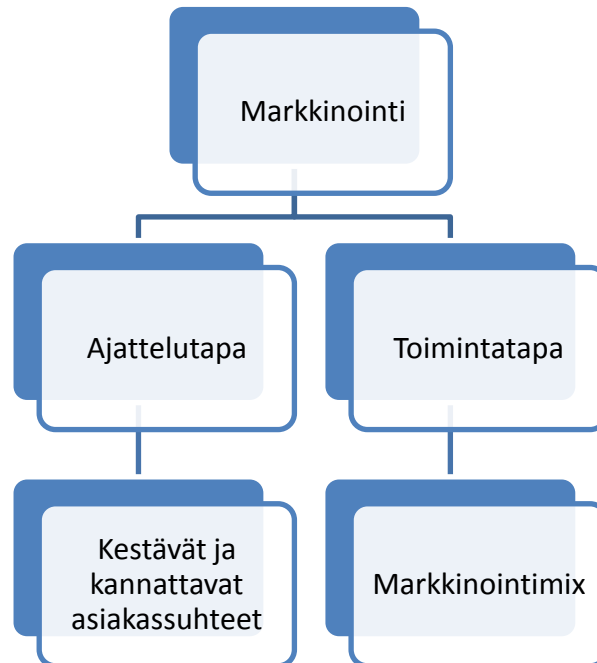 Markkinointi
Ajattelutapa
Toimintatapa
Kestävät ja
kannattavat
asiakassuhteet
Markkinointimix